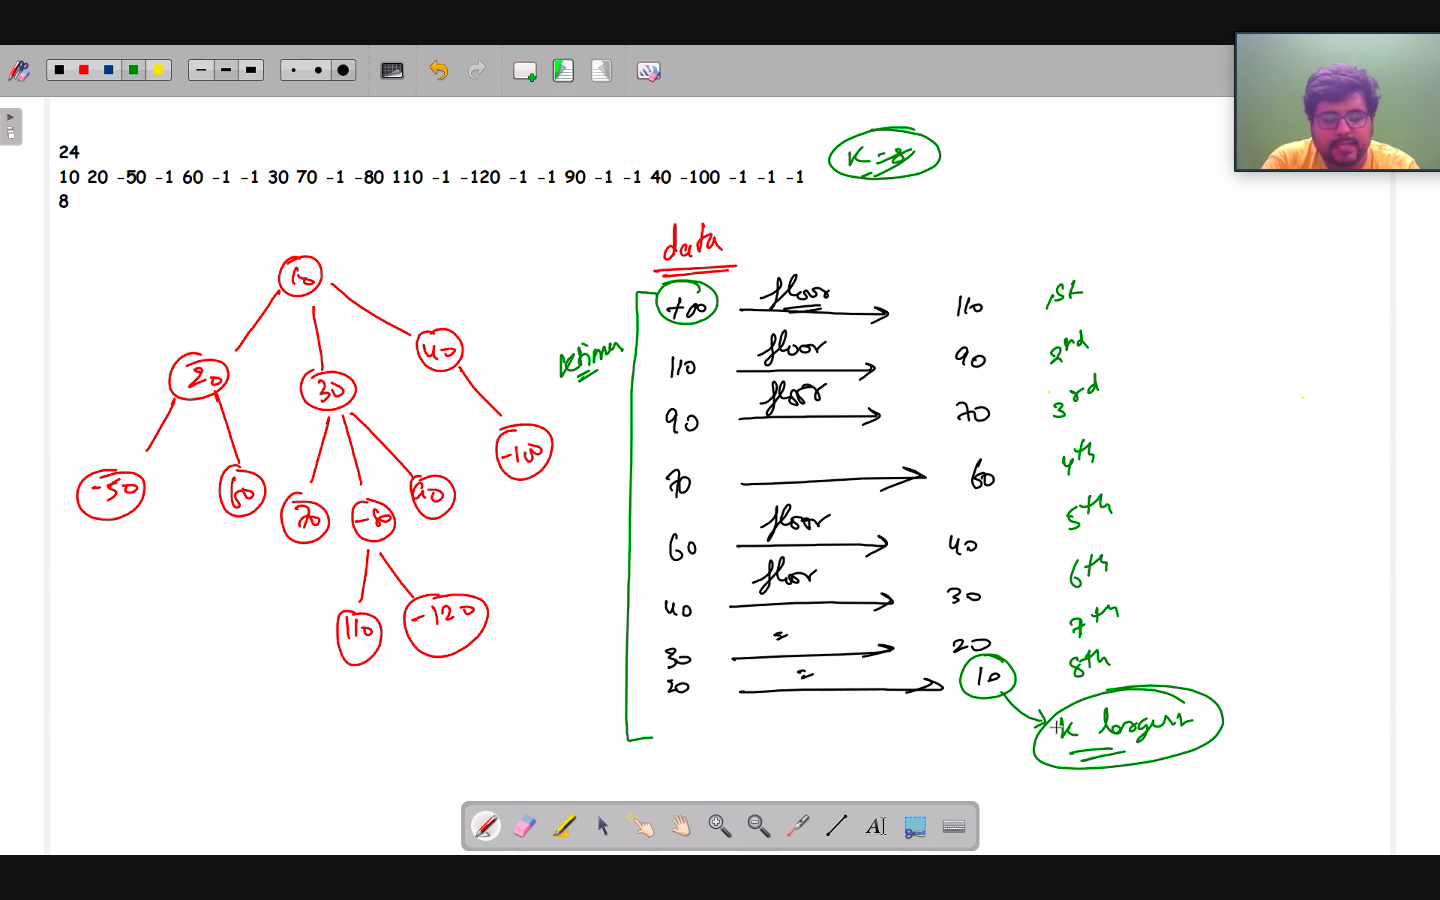 24
10 20 -50 -1 60 -1 -1 30 70 -1 -80 110 -1 -120 -1 -1 90 -1 -1 40 -100 -1 -1 -1
8
K = 8
data
+∞ floor 110 1st
110 floor 90 2nd
90 floor 70 3rd
70 60 4th
60 floor 40 5th
40 floor 30 6th
30 = 20 7th
20 = 10 8th
K largest
10
20 30 40
-50 60 70 -80 90 -100
110 -120
AI